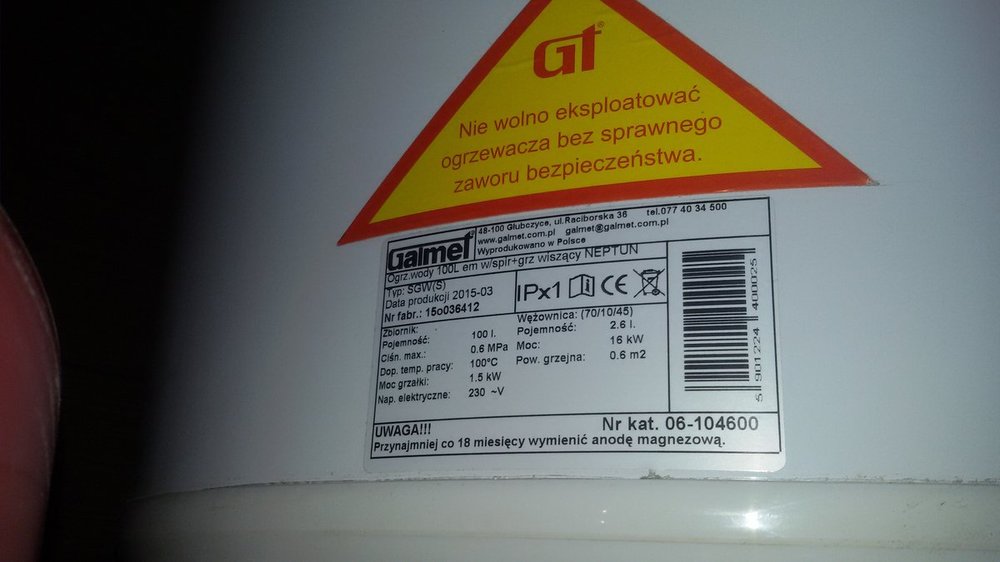 Gt®
Nie wolno eksploatować
ogrzewacza bez sprawnego
zaworu bezpieczeństwa.
Galmet®
48-100 Głubczyce, ul.Raciborska 36 tel.077 40 34 500
www.galmet.com.pl galmet@galmet.com.pl
Wyprodukowano w Polsce
Ogrz.wody 100L em w/spir+grz wiszący NEPTUN
Typ: SGW(S)
Data produkcji 2015-03
Nr fabr.: 15o036412
IPx1 CE
Zbiornik:
Pojemność: 100 l.
Ciśn. max.: 0.6 MPa
Dop. temp. pracy: 100°C
Moc grzałki: 1.5 kW
Nap. elektryczne: 230 ~V
Wężownica: (70/10/45)
Pojemność: 2.6 l.
Moc: 16 kW
Pow. grzejna: 0.6 m2
5 901224 400025
Nr kat. 06-104600
UWAGA!!!
Przynajmniej co 18 miesięcy wymienić anodę magnezową.